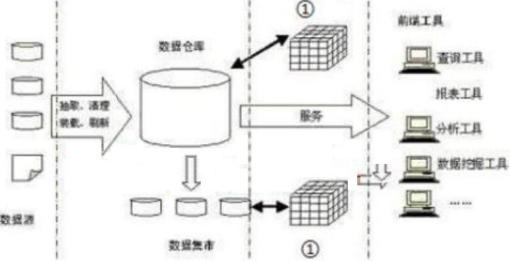 ①
前端工具
数据仓库
查询工具
报表工具
抽取、清理
装载、刷新
服务
分析工具
数据挖掘工具
……
数据源
数据集市
①